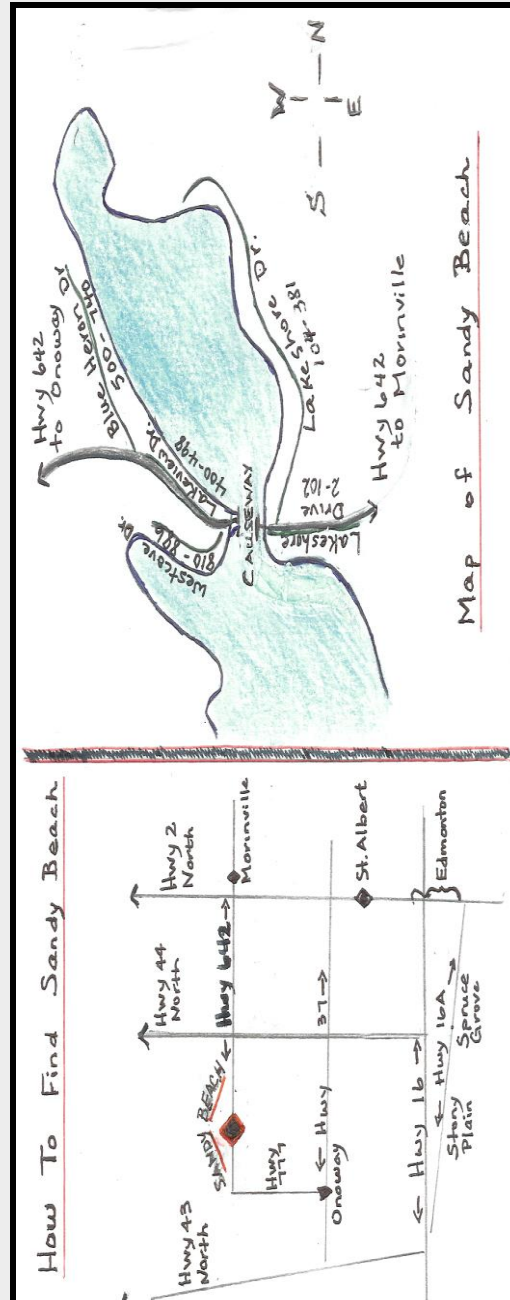 How To Find Sandy Beach
Hwy 43
North
Hwy 44
North
Hwy 2
North
SANDY BEACH
← Hwy 642 →
Morinville
Hwy
777
Onoway
← Hwy 37 →
St. Albert
← Hwy 16 →
Edmonton
← Hwy 16A →
Stony
Plain
Spruce
Grove
Hwy 642
to Onoway
Blue Heron Dr
500-740
Lakeview Dr.
400-498
Westcove Dr.
810-896
CAUSEWAY
Lakeshore Dr.
104-381
Lakeshore
Drive
2-102
Hwy 642
to Morinville
W
S
N
E
Map of Sandy Beach